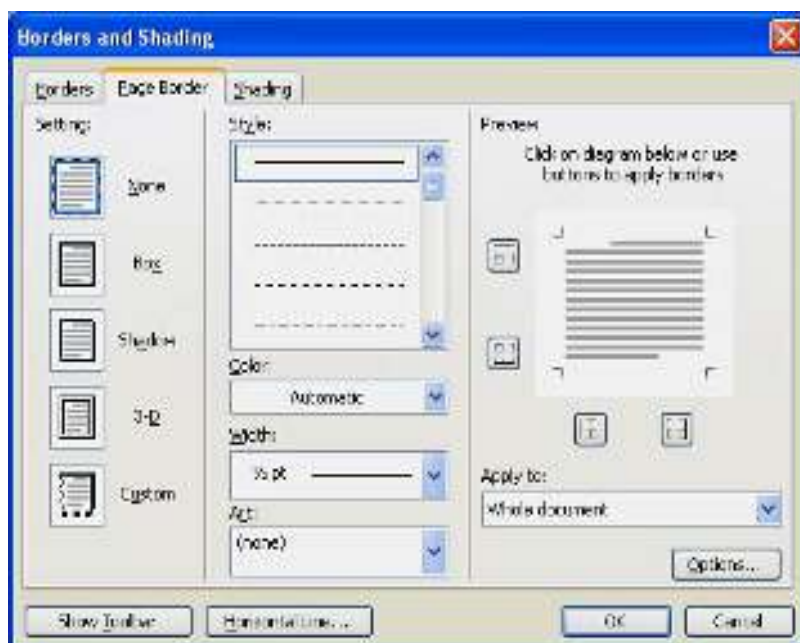 Borders and Shading
Borders
Page Border
Shading
Setting:
None
Box
Shadow
3-D
Custom
Style:
Color:
Automatic
Width:
½ pt
Art:
(none)
Preview
Click on diagram below or use
buttons to apply borders
Apply to:
Whole document
Options...
Show Toolbar
Horizontal Line...
OK
Cancel